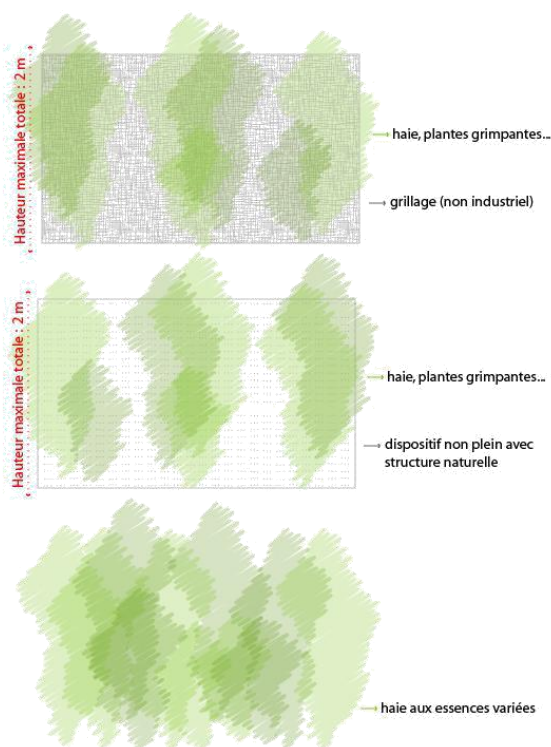 Hauteur maximale totale : 2 m
haie, plantes grimpantes...
grillage (non industriel)
Hauteur maximale totale : 2 m
haie, plantes grimpantes...
dispositif non plein avec
structure naturelle
haie aux essences variées